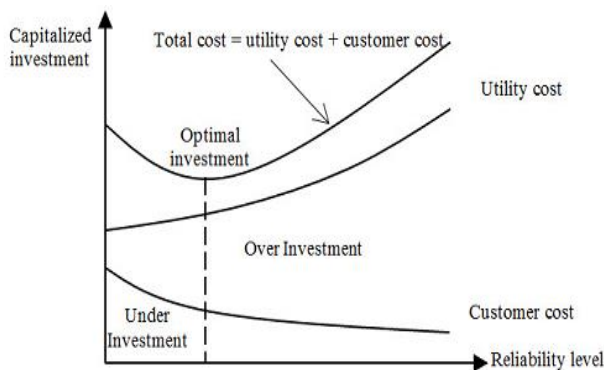 Capitalized
investment
Total cost = utility cost + customer cost
Utility cost
Optimal
investment
Over Investment
Under
Investment
Customer cost
Reliability level